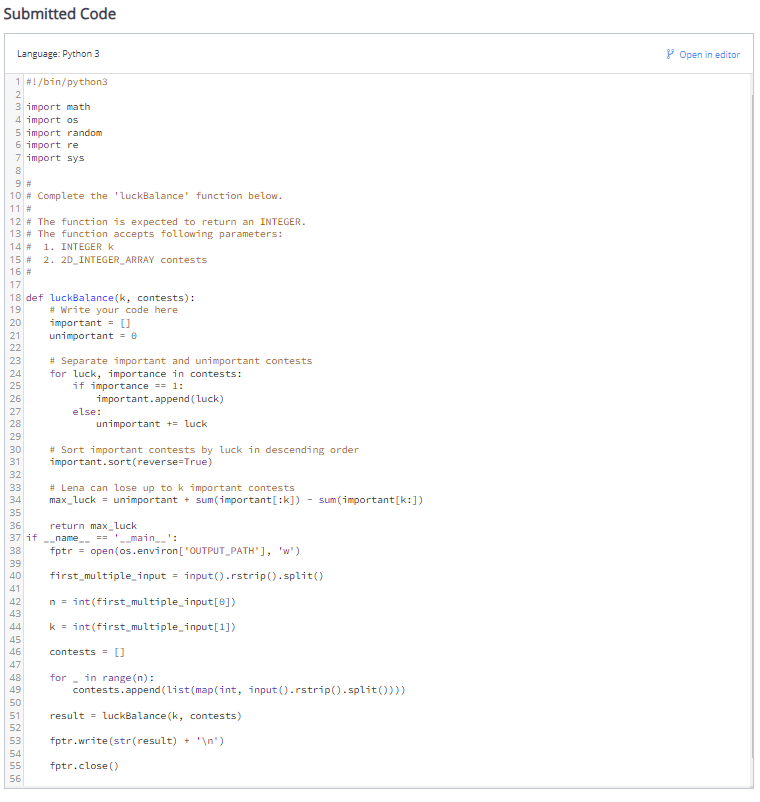 Submitted Code
Language: Python 3
Open in editor
1 #!/bin/python3
2
3 import math
4 import os
5 import random
6 import re
7 import sys
8
9 #
10 # Complete the 'luckBalance' function below.
11 #
12 # The function is expected to return an INTEGER.
13 # The function accepts following parameters:
14 #  1. INTEGER k
15 #  2. 2D_INTEGER_ARRAY contests
16 #
17
18 def luckBalance(k, contests):
19     # Write your code here
20     important = []
21     unimportant = 0
22
23     # Separate important and unimportant contests
24     for luck, importance in contests:
25         if importance == 1:
26             important.append(luck)
27         else:
28             unimportant += luck
29
30     # Sort important contests by luck in descending order
31     important.sort(reverse=True)
32
33     # Lena can lose up to k important contests
34     max_luck = unimportant + sum(important[:k]) - sum(important[k:])
35
36     return max_luck
37 if __name__ == '__main__':
38     fptr = open(os.environ['OUTPUT_PATH'], 'w')
39
40     first_multiple_input = input().rstrip().split()
41
42     n = int(first_multiple_input[0])
43
44     k = int(first_multiple_input[1])
45
46     contests = []
47
48     for _ in range(n):
49         contests.append(list(map(int, input().rstrip().split())))
50
51     result = luckBalance(k, contests)
52
53     fptr.write(str(result) + '\n')
54
55     fptr.close()
56